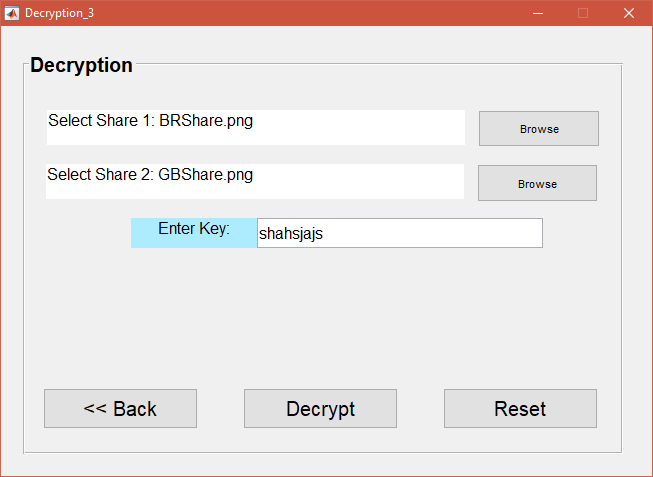 Decryption_3
Decryption
Select Share 1: BRShare.png
Browse
Select Share 2: GBShare.png
Browse
Enter Key:
shahsjajs
<< Back
Decrypt
Reset